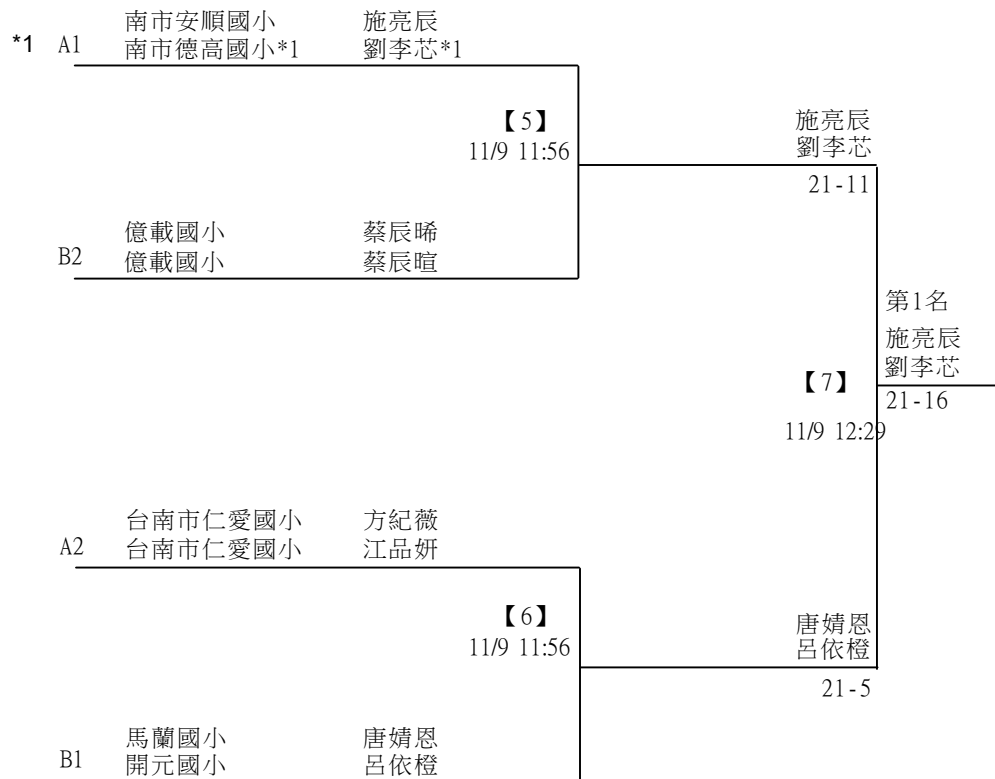 *1 A1 南市安順國小 施亮辰
南市德高國小*1 劉李芯*1
【5】
11/9 11:56
施亮辰
劉李芯
21-11
B2 億載國小 蔡辰晞
億載國小 蔡辰暄
第1名
施亮辰
劉李芯
【7】
21-16
11/9 12:29
A2 台南市仁愛國小 方紀薇
台南市仁愛國小 江品妍
【6】
11/9 11:56
唐婧恩
呂依橙
21-5
B1 馬蘭國小 唐婧恩
開元國小 呂依橙